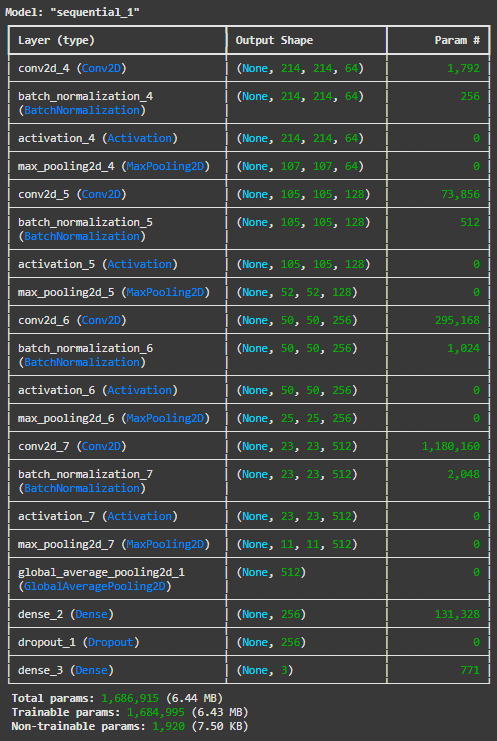 Model: "sequential_1"
Layer (type) Output Shape Param #
conv2d_4 (Conv2D) (None, 214, 214, 64) 1,792
batch_normalization_4 (None, 214, 214, 64) 256
(BatchNormalization)
activation_4 (Activation) (None, 214, 214, 64) 0
max_pooling2d_4 (MaxPooling2D) (None, 107, 107, 64) 0
conv2d_5 (Conv2D) (None, 105, 105, 128) 73,856
batch_normalization_5 (None, 105, 105, 128) 512
(BatchNormalization)
activation_5 (Activation) (None, 105, 105, 128) 0
max_pooling2d_5 (MaxPooling2D) (None, 52, 52, 128) 0
conv2d_6 (Conv2D) (None, 50, 50, 256) 295,168
batch_normalization_6 (None, 50, 50, 256) 1,024
(BatchNormalization)
activation_6 (Activation) (None, 50, 50, 256) 0
max_pooling2d_6 (MaxPooling2D) (None, 25, 25, 256) 0
conv2d_7 (Conv2D) (None, 23, 23, 512) 1,180,160
batch_normalization_7 (None, 23, 23, 512) 2,048
(BatchNormalization)
activation_7 (Activation) (None, 23, 23, 512) 0
max_pooling2d_7 (MaxPooling2D) (None, 11, 11, 512) 0
global_average_pooling2d_1 (None, 512) 0
(GlobalAveragePooling2D)
dense_2 (Dense) (None, 256) 131,328
dropout_1 (Dropout) (None, 256) 0
dense_3 (Dense) (None, 3) 771
Total params: 1,686,915 (6.44 MB)
Trainable params: 1,684,995 (6.43 MB)
Non-trainable params: 1,920 (7.50 KB)